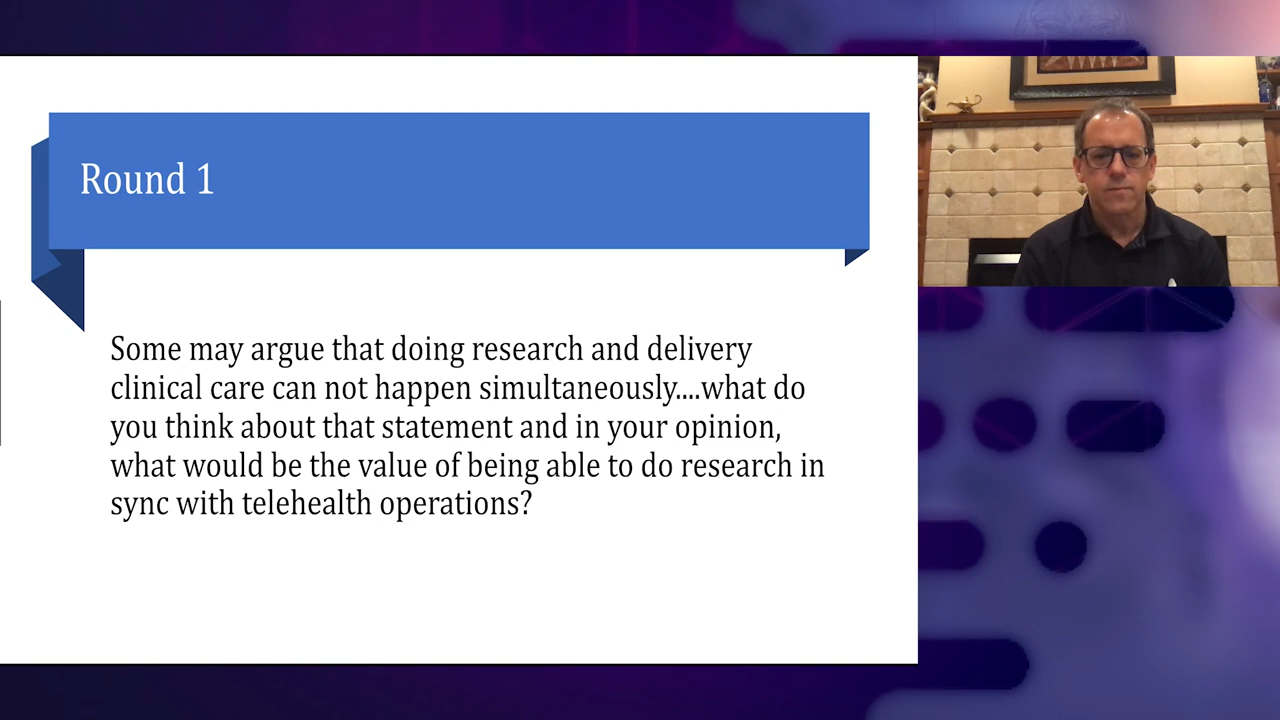 Round 1
Some may argue that doing research and delivery
clinical care can not happen simultaneously....what do
you think about that statement and in your opinion,
what would be the value of being able to do research in
sync with telehealth operations?